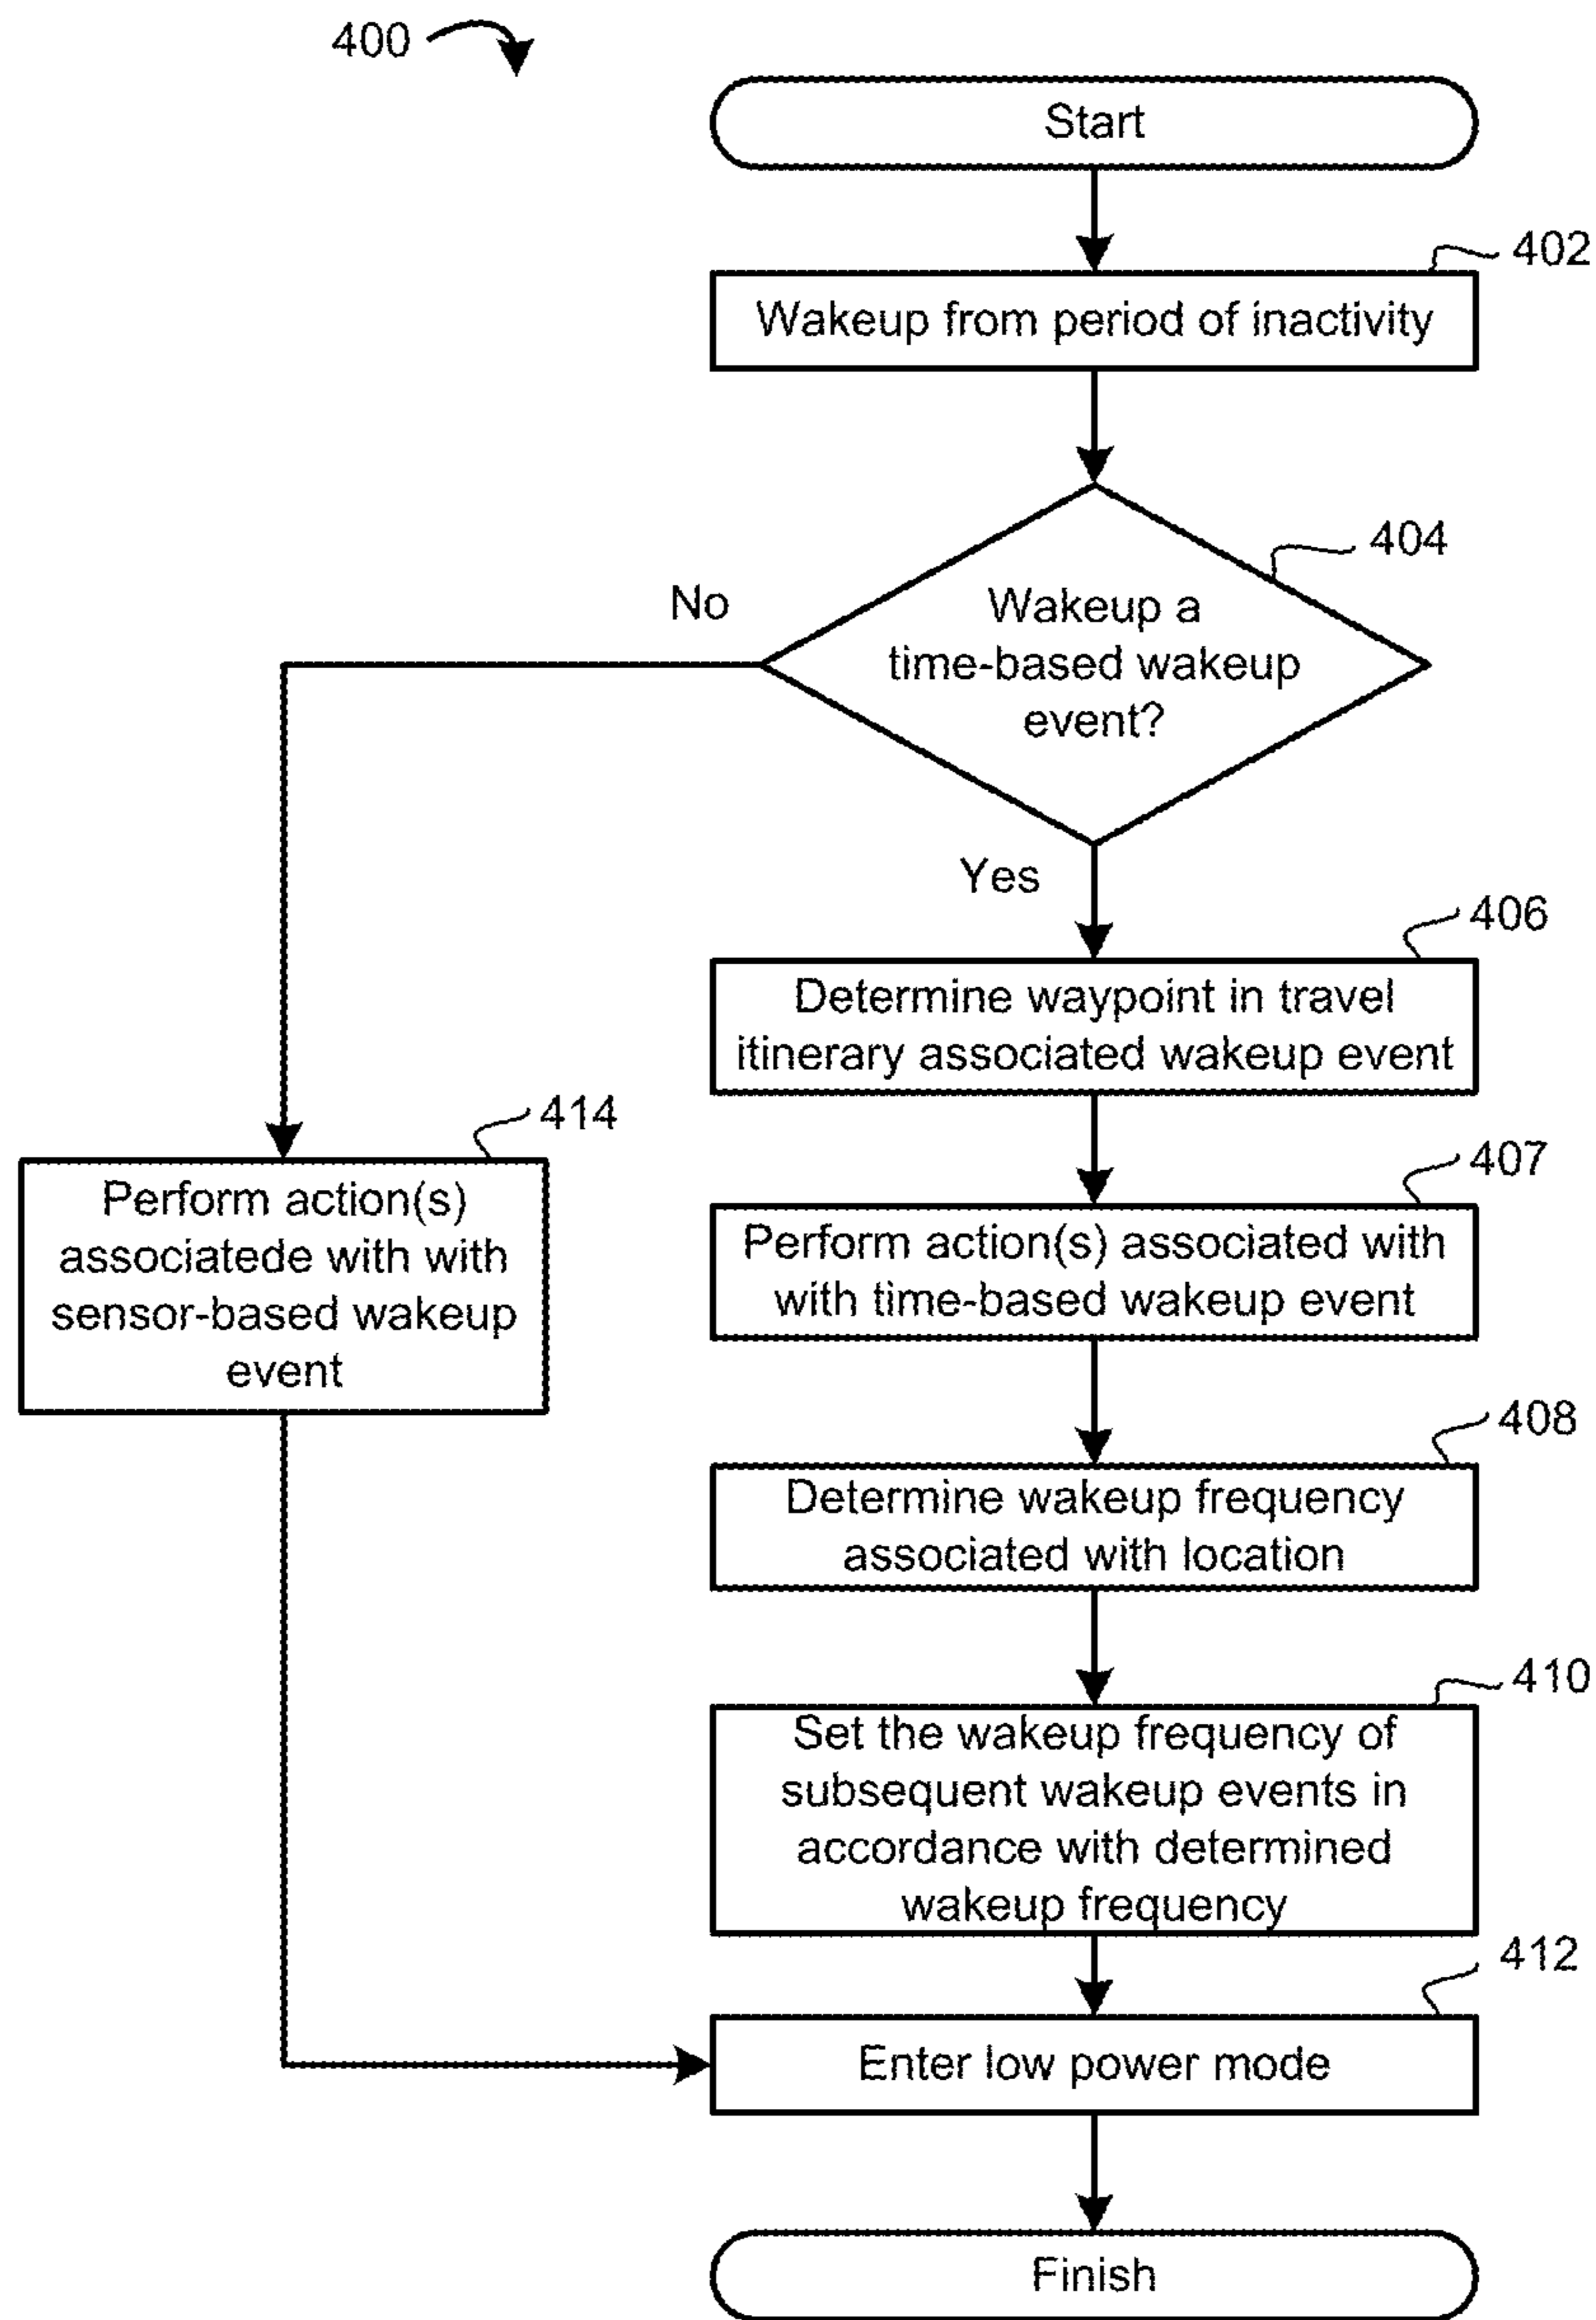 400
Start
402
Wakeup from period of inactivity
404
Wakeup a
time-based wakeup
event?
No
Yes
406
Determine waypoint in travel
itinerary associated wakeup event
414
Perform action(s)
associatede with with
sensor-based wakeup
event
407
Perform action(s) associated with
with time-based wakeup event
408
Determine wakeup frequency
associated with location
410
Set the wakeup frequency of
subsequent wakeup events in
accordance with determined
wakeup frequency
412
Enter low power mode
Finish